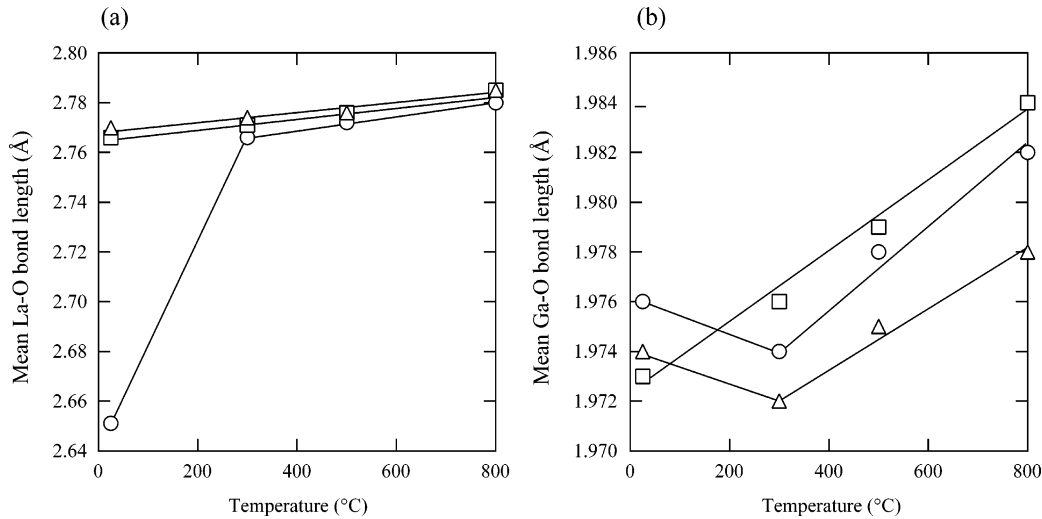 (a)
2.80
2.78
2.76
2.74
2.72
2.70
2.68
2.66
2.64
Mean La-O bond length (Å)
0 200 400 600 800
Temperature (°C)
(b)
1.986
1.984
1.982
1.980
1.978
1.976
1.974
1.972
1.970
Mean Ga-O bond length (Å)
0 200 400 600 800
Temperature (°C)